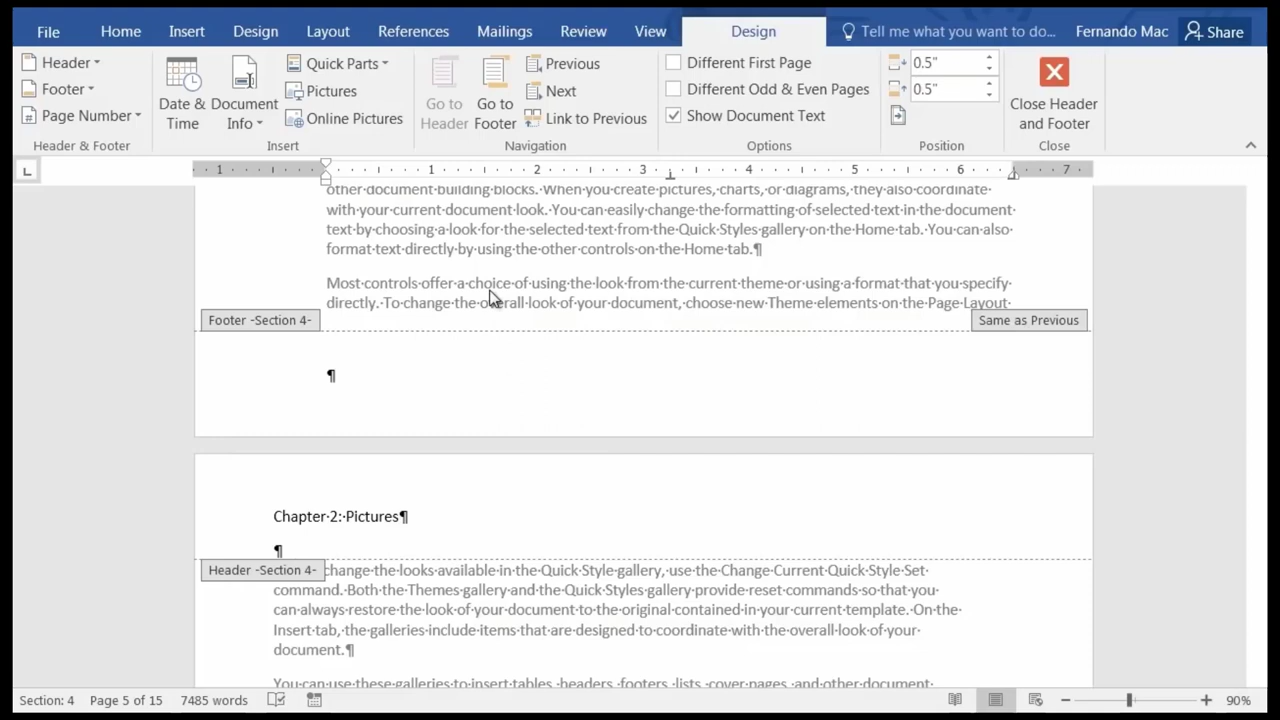 File Home Insert Design Layout References Mailings Review View Design Tell me what you want to do... Fernando Mac Share
Header
Footer
Page Number
Header & Footer
Date & Time
Document Info
Quick Parts
Pictures
Online Pictures
Insert
Go to Header
Go to Footer
Previous
Next
Link to Previous
Navigation
Different First Page
Different Odd & Even Pages
Show Document Text
Options
0.5"
0.5"
Position
Close Header and Footer
Close
1 1 2 3 4 5 6 7
other·document·building·blocks.·When·you·create·pictures,·charts,·or·diagrams,·they·also·coordinate·
with·your·current·document·look.·You·can·easily·change·the·formatting·of·selected·text·in·the·document·
text·by·choosing·a·look·for·the·selected·text·from·the·Quick·Styles·gallery·on·the·Home·tab.·You·can·also·
format·text·directly·by·using·the·other·controls·on·the·Home·tab.¶
Most·controls·offer·a·choice·of·using·the·look·from·the·current·theme·or·using·a·format·that·you·specify·
directly.·To·change·the·overall·look·of·your·document,·choose·new·Theme·elements·on·the·Page·Layout·
Footer -Section 4- Same as Previous
¶
Chapter·2:·Pictures¶
¶
Header -Section 4- change·the·looks·available·in·the·Quick·Style·gallery,·use·the·Change·Current·Quick·Style·Set·
command.·Both·the·Themes·gallery·and·the·Quick·Styles·gallery·provide·reset·commands·so·that·you·
can·always·restore·the·look·of·your·document·to·the·original·contained·in·your·current·template.·On·the·
Insert·tab,·the·galleries·include·items·that·are·designed·to·coordinate·with·the·overall·look·of·your·
document.¶
You·can·use·these·galleries·to·insert·tables,·headers,·footers,·lists,·cover·pages,·and·other·document·
Section: 4 Page 5 of 15 7485 words 90%